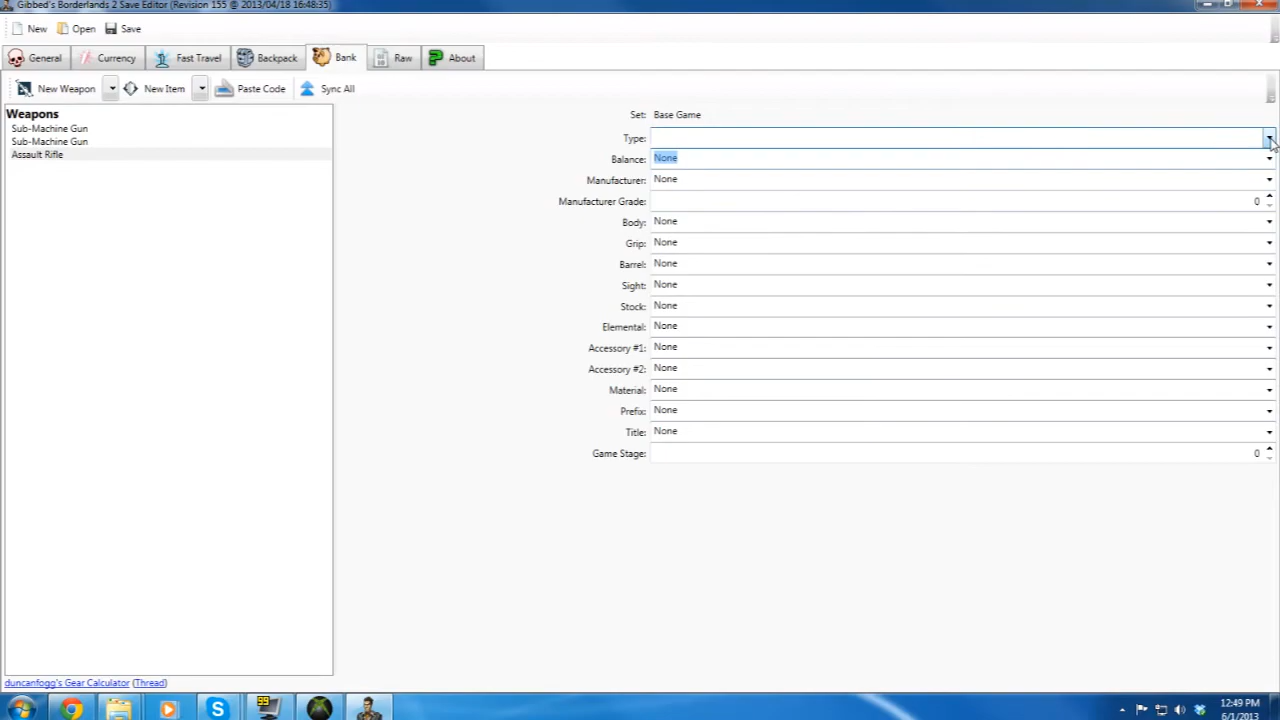 Gibbed's Borderlands 2 Save Editor (Revision 155 @ 2013/04/18 16:48:35)
New Open Save
General Currency Fast Travel Backpack Bank Raw About
New Weapon New Item Paste Code Sync All
Weapons
Sub-Machine Gun
Sub-Machine Gun
Assault Rifle
Set: Base Game
Type:
Balance: None
Manufacturer: None
Manufacturer Grade: 0
Body: None
Grip: None
Barrel: None
Sight: None
Stock: None
Elemental: None
Accessory #1: None
Accessory #2: None
Material: None
Prefix: None
Title: None
Game Stage: 0
duncanfogg's Gear Calculator (Thread)
12:49 PM
6/1/2013